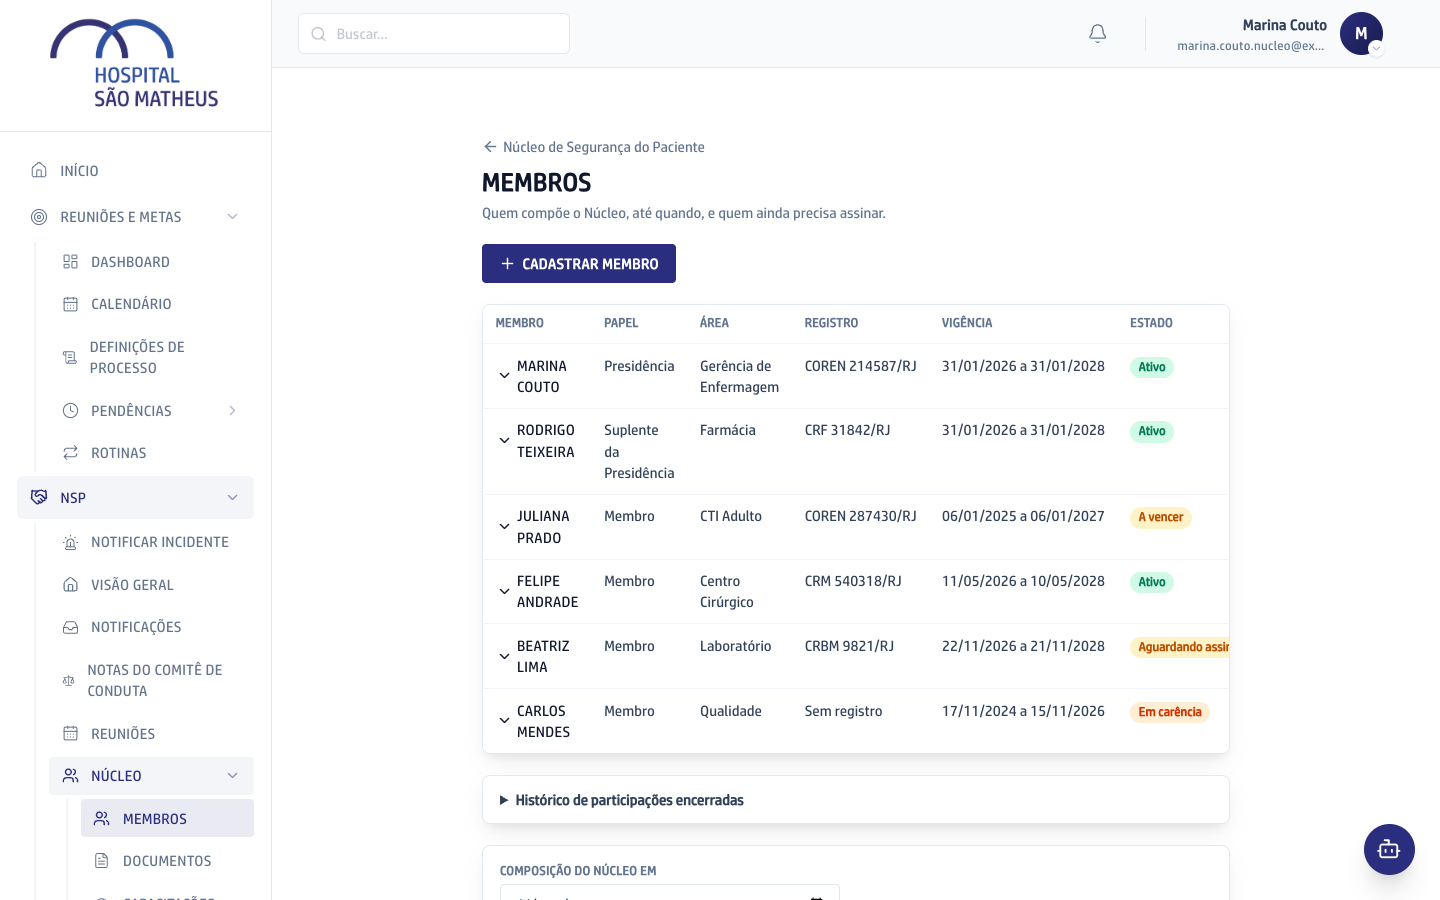 HOSPITAL
SÃO MATHEUS
Buscar...
Marina Couto
marina.couto.nucleo@ex...
M
INÍCIO
REUNIÕES E METAS
DASHBOARD
CALENDÁRIO
DEFINIÇÕES DE
PROCESSO
PENDÊNCIAS
ROTINAS
NSP
NOTIFICAR INCIDENTE
VISÃO GERAL
NOTIFICAÇÕES
NOTAS DO COMITÊ DE
CONDUTA
REUNIÕES
NÚCLEO
MEMBROS
DOCUMENTOS
Núcleo de Segurança do Paciente
MEMBROS
Quem compõe o Núcleo, até quando, e quem ainda precisa assinar.
CADASTRAR MEMBRO
MEMBRO PAPEL ÁREA REGISTRO VIGÊNCIA ESTADO
MARINA Presidência Gerência de COREN 214587/RJ 31/01/2026 a 31/01/2028 Ativo
COUTO Enfermagem
RODRIGO Suplente Farmácia CRF 31842/RJ 31/01/2026 a 31/01/2028 Ativo
TEIXEIRA da
Presidência
JULIANA Membro CTI Adulto COREN 287430/RJ 06/01/2025 a 06/01/2027 A vencer
PRADO
FELIPE Membro Centro CRM 540318/RJ 11/05/2026 a 10/05/2028 Ativo
ANDRADE Cirúrgico
BEATRIZ Membro Laboratório CRBM 9821/RJ 22/11/2026 a 21/11/2028 Aguardando assin
LIMA
CARLOS Membro Qualidade Sem registro 17/11/2024 a 15/11/2026 Em carência
MENDES
Histórico de participações encerradas
COMPOSIÇÃO DO NÚCLEO EM